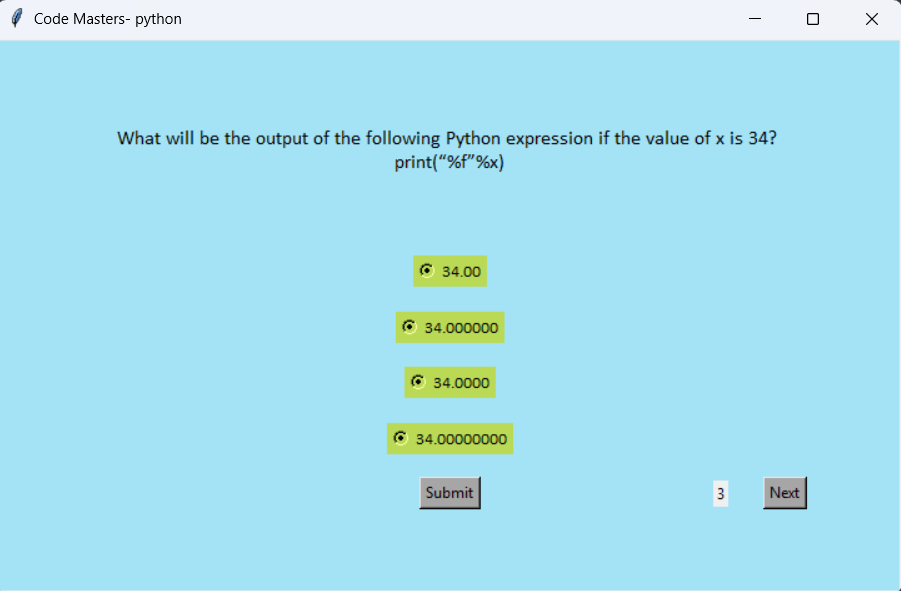 Code Masters- python
What will be the output of the following Python expression if the value of x is 34?
print(“%f”%x)
34.00
34.000000
34.0000
34.00000000
Submit
3
Next